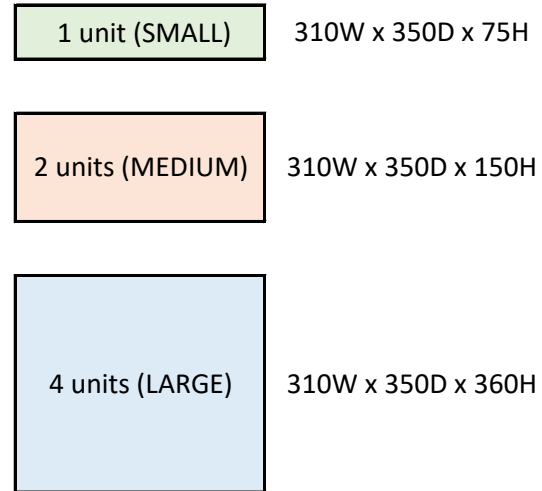 1 unit (SMALL) 310W x 350D x 75H
2 units (MEDIUM) 310W x 350D x 150H
4 units (LARGE) 310W x 350D x 360H